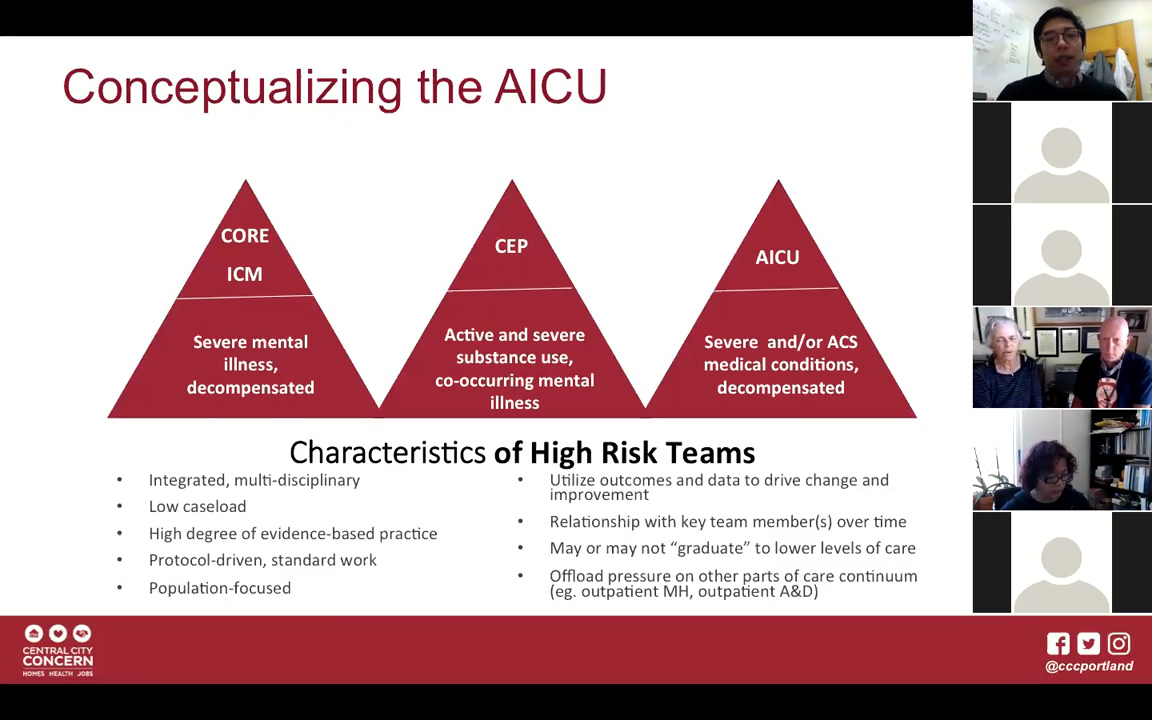 Conceptualizing the AICU
CORE
ICM
Severe mental
illness,
decompensated
CEP
Active and severe
substance use,
co-occurring mental
illness
AICU
Severe  and/or ACS
medical conditions,
decompensated
Characteristics of High Risk Teams
• Integrated, multi-disciplinary
• Low caseload
• High degree of evidence-based practice
• Protocol-driven, standard work
• Population-focused
• Utilize outcomes and data to drive change and
improvement
• Relationship with key team member(s) over time
• May or may not “graduate” to lower levels of care
• Offload pressure on other parts of care continuum
(eg. outpatient MH, outpatient A&D)
CENTRAL CITY
CONCERN
HOMES HEALTH JOBS
@cccportland